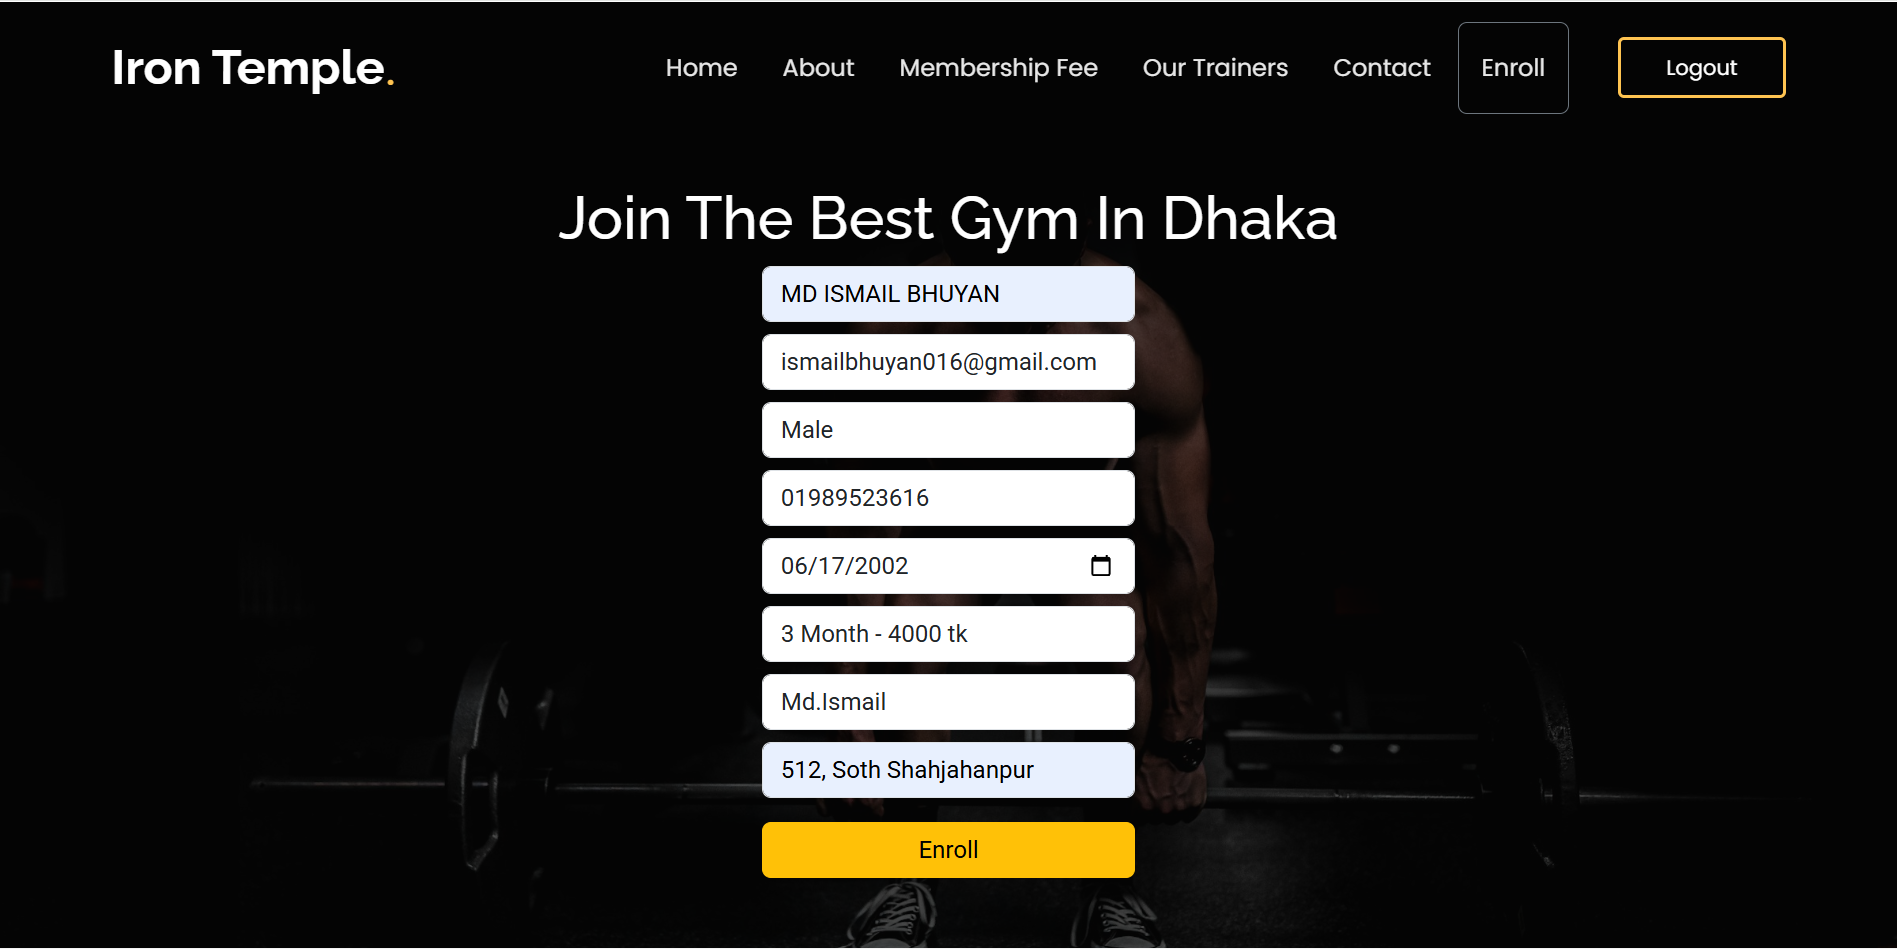 Iron Temple.
Home About Membership Fee Our Trainers Contact Enroll Logout
Join The Best Gym In Dhaka
MD ISMAIL BHUYAN
ismailbhuyan016@gmail.com
Male
01989523616
06/17/2002
3 Month - 4000 tk
Md.Ismail
512, Soth Shahjahanpur
Enroll